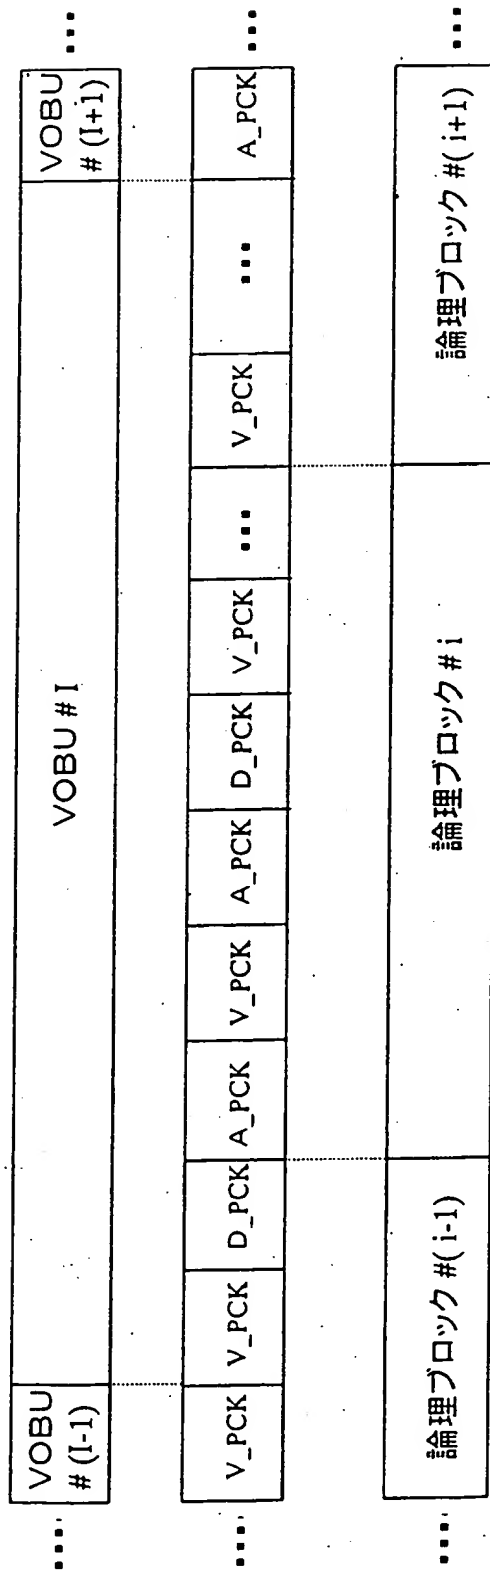 ... VOBU # (I-1) VOBU # I VOBU # (I+1) ...
... V_PCK V_PCK D_PCK A_PCK V_PCK A_PCK D_PCK V_PCK ... V_PCK ... A_PCK ...
... 論理ブロック #( i-1) 論理ブロック # i 論理ブロック #( i+1) ...